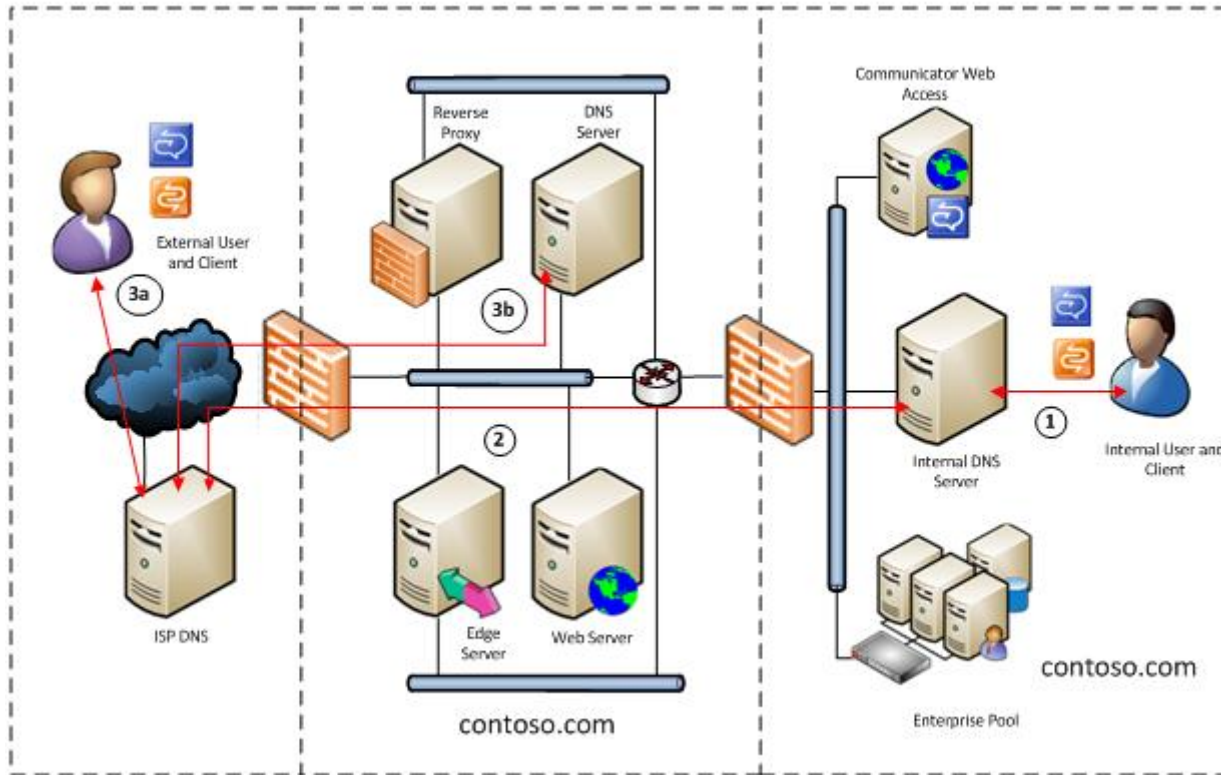 Communicator Web
Access
Reverse
Proxy
DNS
Server
External User
and Client
3a
3b
1
2
Internal DNS
Server
Internal User and
Client
ISP DNS
Edge
Server
Web Server
contoso.com
contoso.com
Enterprise Pool